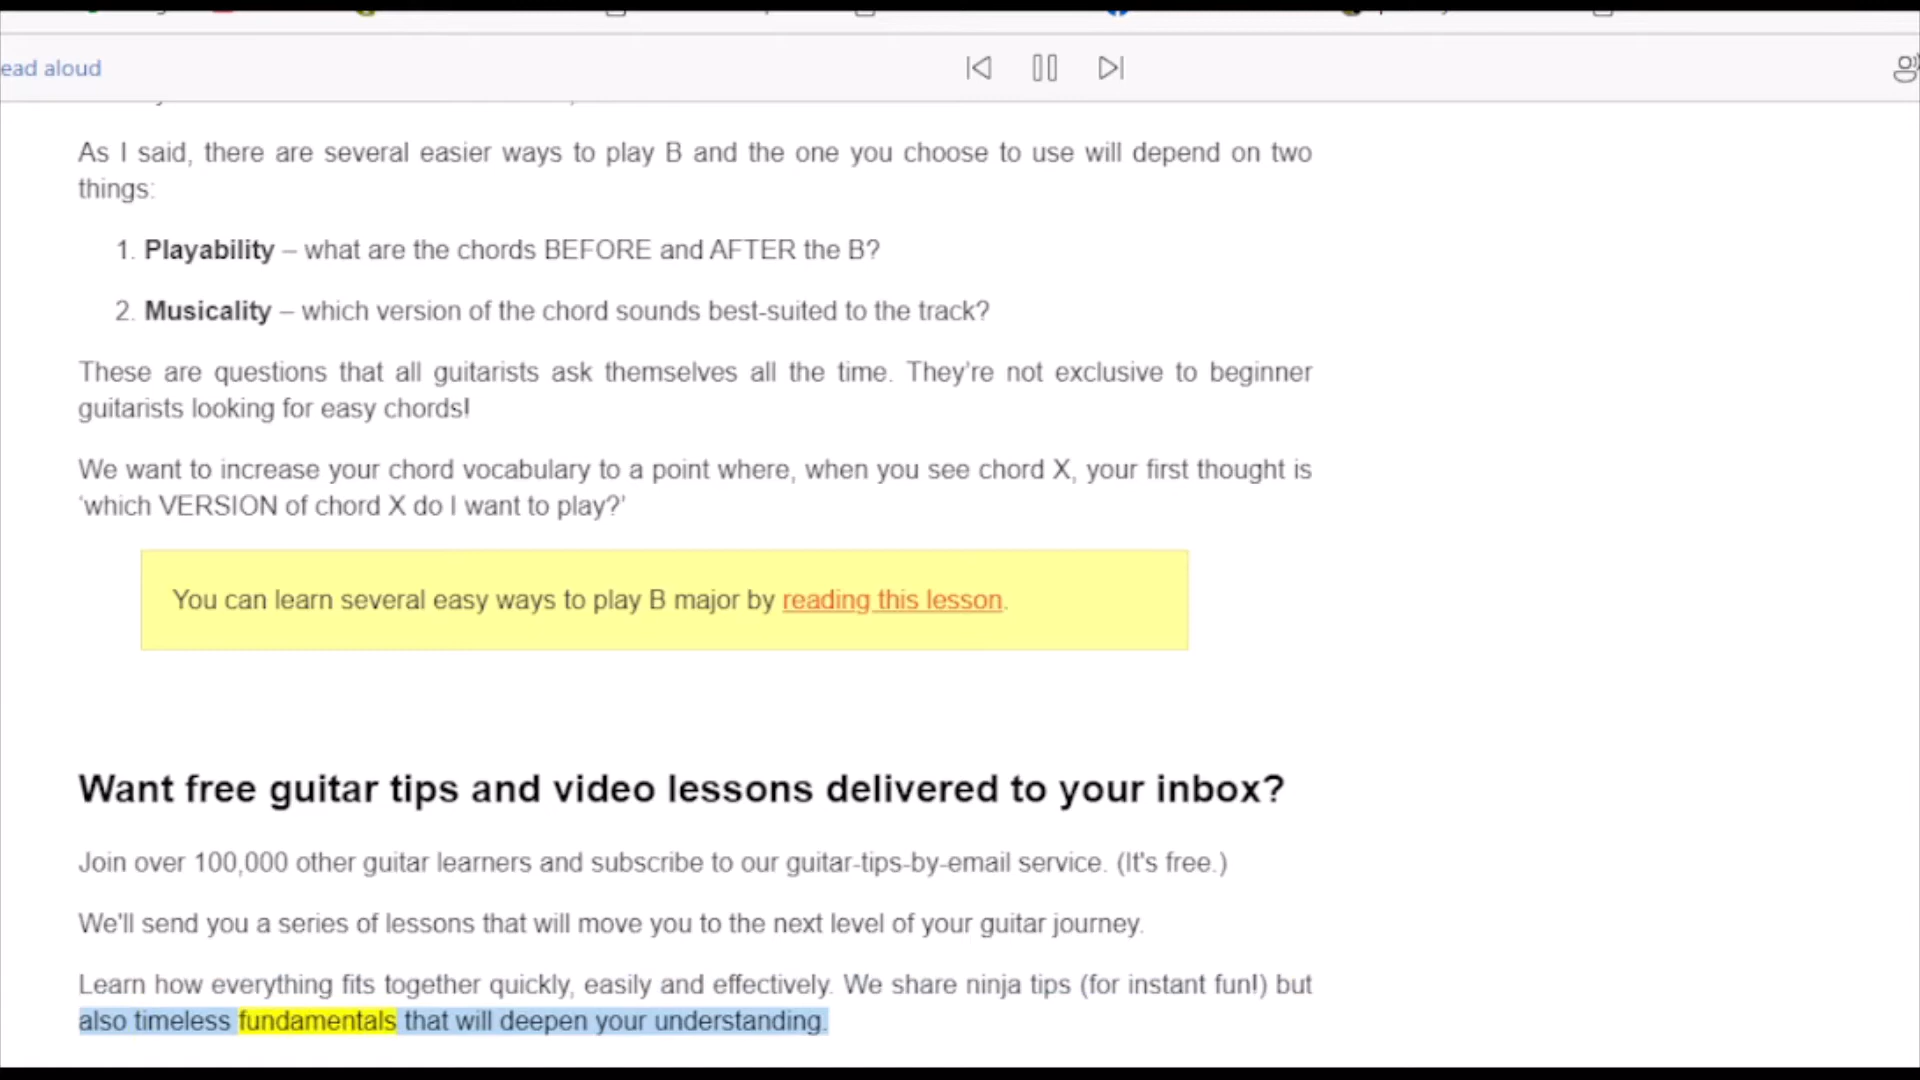 ead aloud
As I said, there are several easier ways to play B and the one you choose to use will depend on two
things:
1. Playability – what are the chords BEFORE and AFTER the B?
2. Musicality – which version of the chord sounds best-suited to the track?
These are questions that all guitarists ask themselves all the time. They're not exclusive to beginner
guitarists looking for easy chords!
We want to increase your chord vocabulary to a point where, when you see chord X, your first thought is
‘which VERSION of chord X do I want to play?’
You can learn several easy ways to play B major by reading this lesson.
Want free guitar tips and video lessons delivered to your inbox?
Join over 100,000 other guitar learners and subscribe to our guitar-tips-by-email service. (It's free.)
We'll send you a series of lessons that will move you to the next level of your guitar journey.
Learn how everything fits together quickly, easily and effectively. We share ninja tips (for instant fun!) but
also timeless fundamentals that will deepen your understanding.